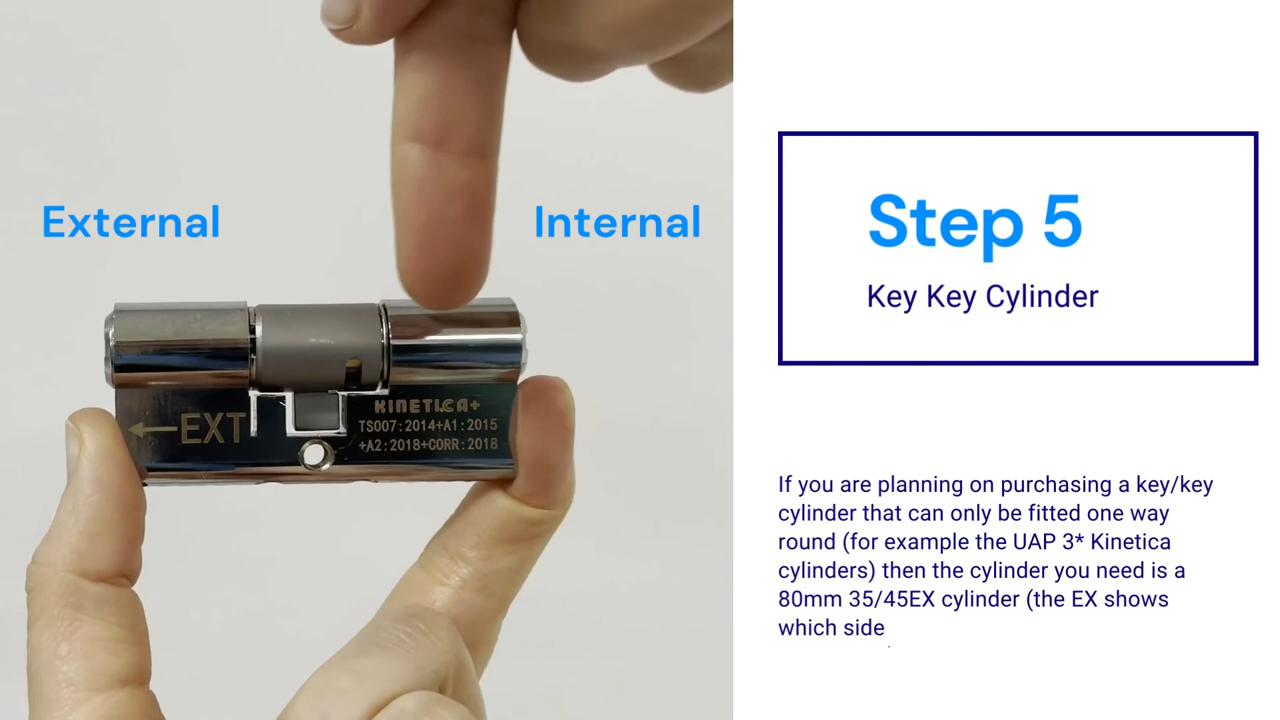 External
Internal
←EXT
KINETICA+
TS007:2014+A1:2015
+A2:2018+CORR:2018
Step 5
Key Key Cylinder
If you are planning on purchasing a key/key
cylinder that can only be fitted one way
round (for example the UAP 3* Kinetica
cylinders) then the cylinder you need is a
80mm 35/45EX cylinder (the EX shows
which side